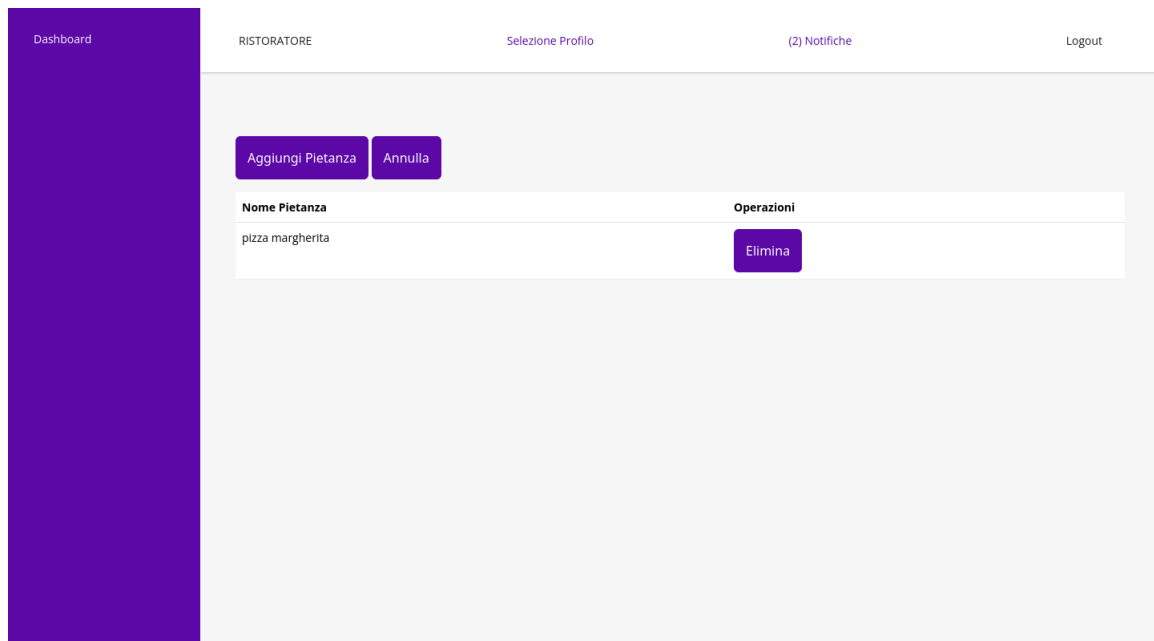 Dashboard
RISTORATORE Selezione Profilo (2) Notifiche Logout
Aggiungi Pietanza Annulla
Nome Pietanza Operazioni
pizza margherita Elimina